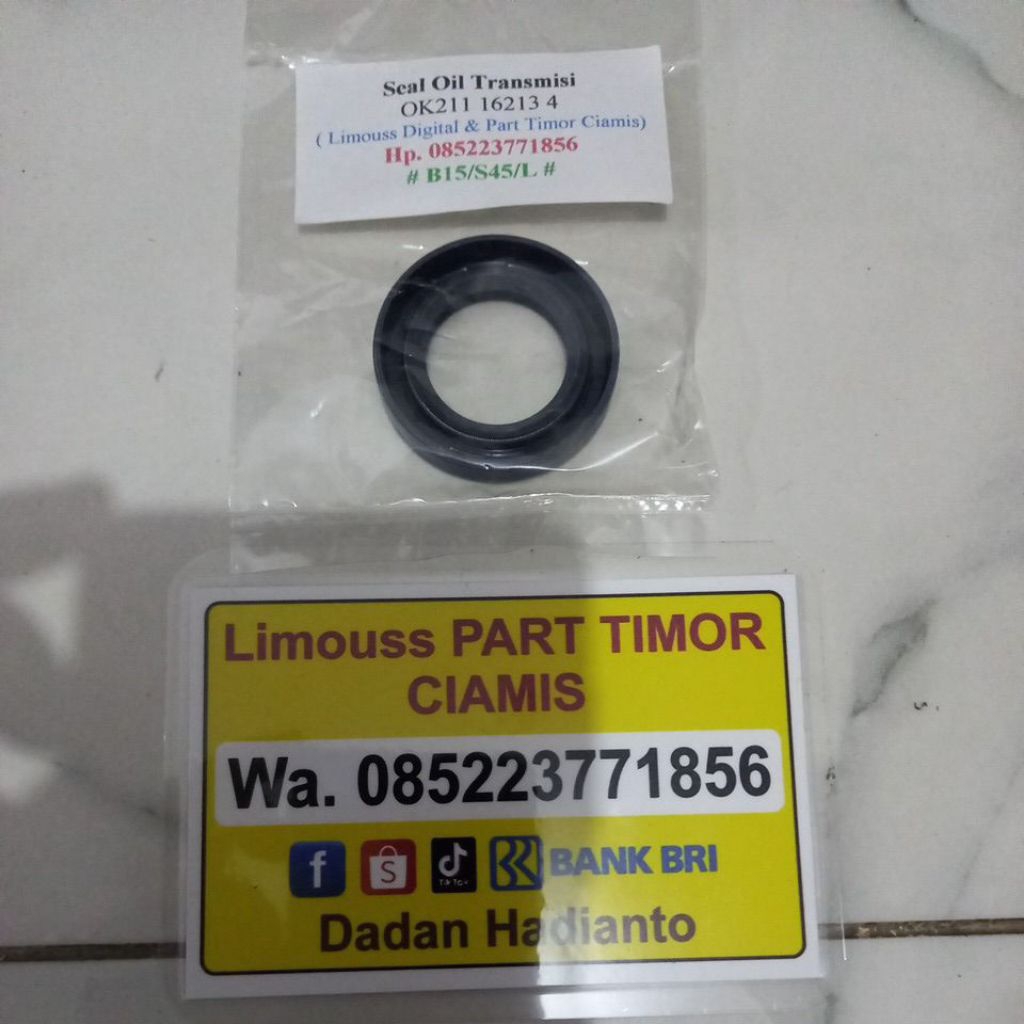 Seal Oil Transmisi
OK211 16213 4
( Limouss Digital & Part Timor Ciamis)
Hp. 085223771856
# B15/S45/L #
Limouss PART TIMOR
CIAMIS
Wa. 085223771856
f S TikTok BANK BRI
Dadan Hadianto